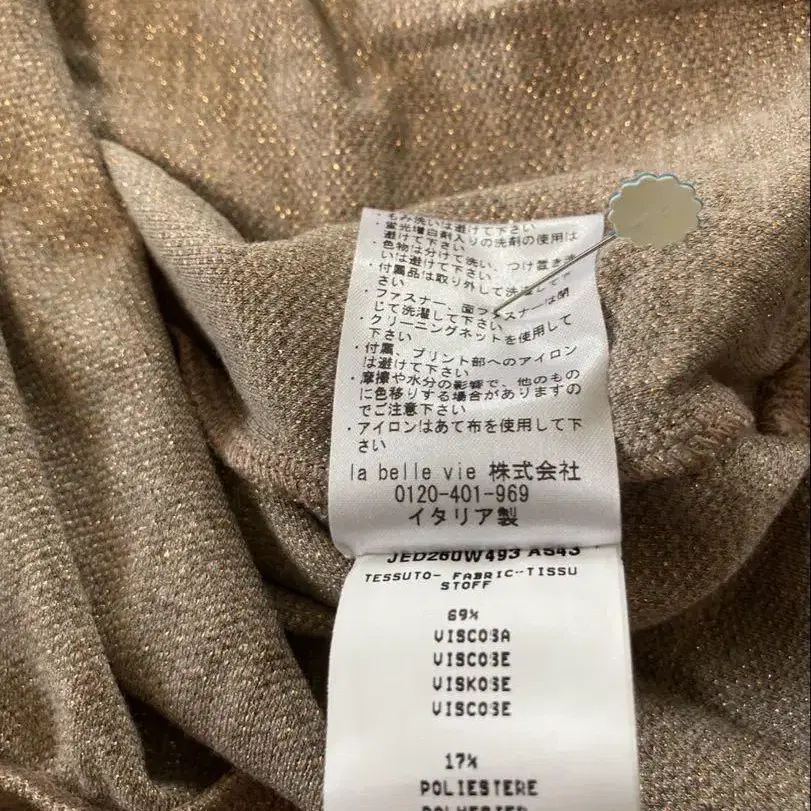 ・もみ洗いは避けて下さい
・蛍光増白剤入りの洗剤の使用は
避けて下さい
・色物は分けて洗い、つけ置き洗
いは避けて下さい
・付属品は取り外して洗濯して下
さい
・ファスナー、面ファスナーは閉
じて洗濯して下さい
・クリーニングネットを使用して
下さい
・付属、プリント部へのアイロン
は避けて下さい
・摩擦や水分の影響で、他のもの
に色移りする場合がありますの
でご注意下さい
・アイロンはあて布を使用して下
さい
la belle vie 株式会社
0120-401-969
イタリア製
JED260W493 A543
TESSUTO- FABRIC-TISSU
STOFF
69%
VISCOSA
VISCOSE
VISKOSE
VISCOSE
17%
POLIESTERE